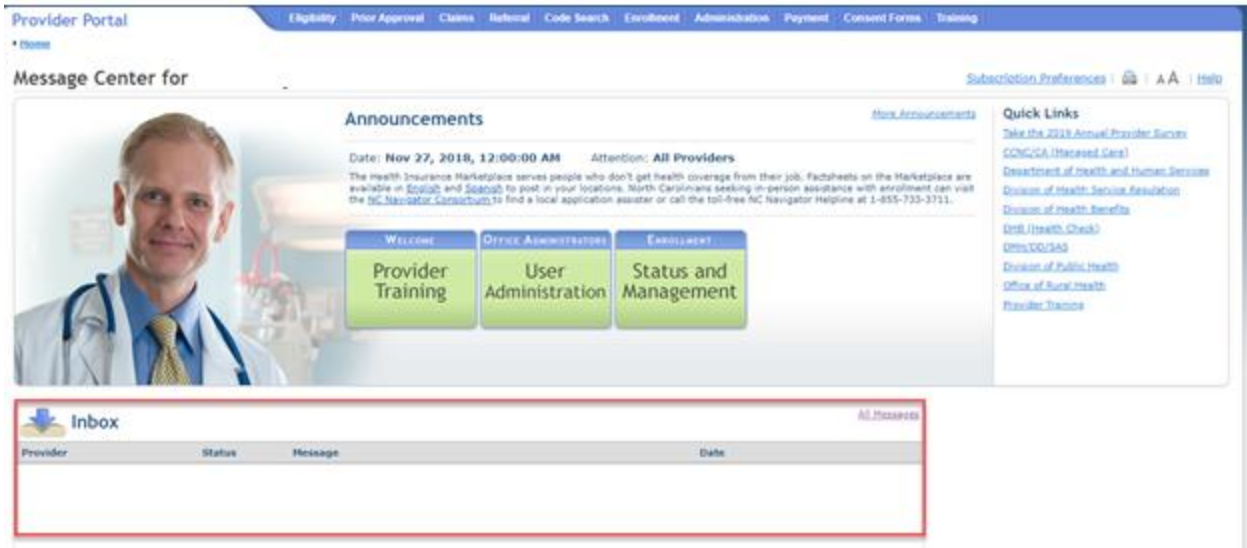 Provider Portal
Eligibility Prior Approval Claims Referral Code Search Enrollment Administration Payment Consent Forms Training
Home
Message Center for
Subscription Preferences | AA | Help
Announcements
More Announcements
Date: Nov 27, 2018, 12:00:00 AM Attention: All Providers
The Health Insurance Marketplace serves people who don't get health coverage from their job. Factsheets on the Marketplace are
available in English and Spanish to post in your locations. North Carolinians seeking in-person assistance with enrollment can visit
the NC Navigator Consortium to find a local application assister or call the toll-free NC Navigator Helpline at 1-855-733-3711.
WELCOME
Provider
Training
OFFICE ADMINISTRATORS
User
Administration
ENROLLMENT
Status and
Management
Quick Links
Take the 2019 Annual Provider Survey
CCNC/CA (Managed Care)
Department of Health and Human Services
Division of Health Service Regulation
Division of Health Benefits
DHB (Health Check)
DMH/DD/SAS
Division of Public Health
Office of Rural Health
Provider Training
Inbox
All Messages
Provider Status Message Date